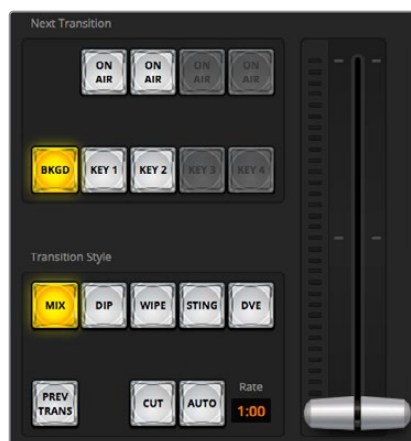 Next Transition
ON AIR ON AIR ON AIR ON AIR
BKGD KEY 1 KEY 2 KEY 3 KEY 4
Transition Style
MIX DIP WIPE STING DVE
Rate
PREV TRANS CUT AUTO 1:00